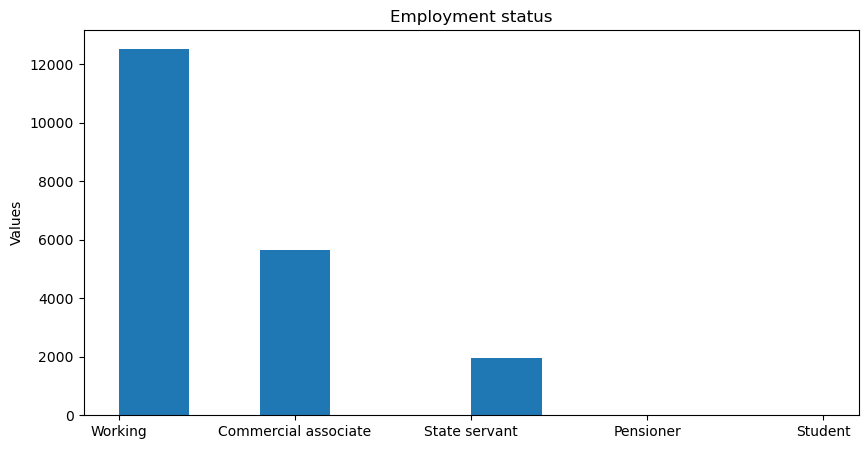 Employment status
Values
12000
10000
8000
6000
4000
2000
0
Working Commercial associate State servant Pensioner Student